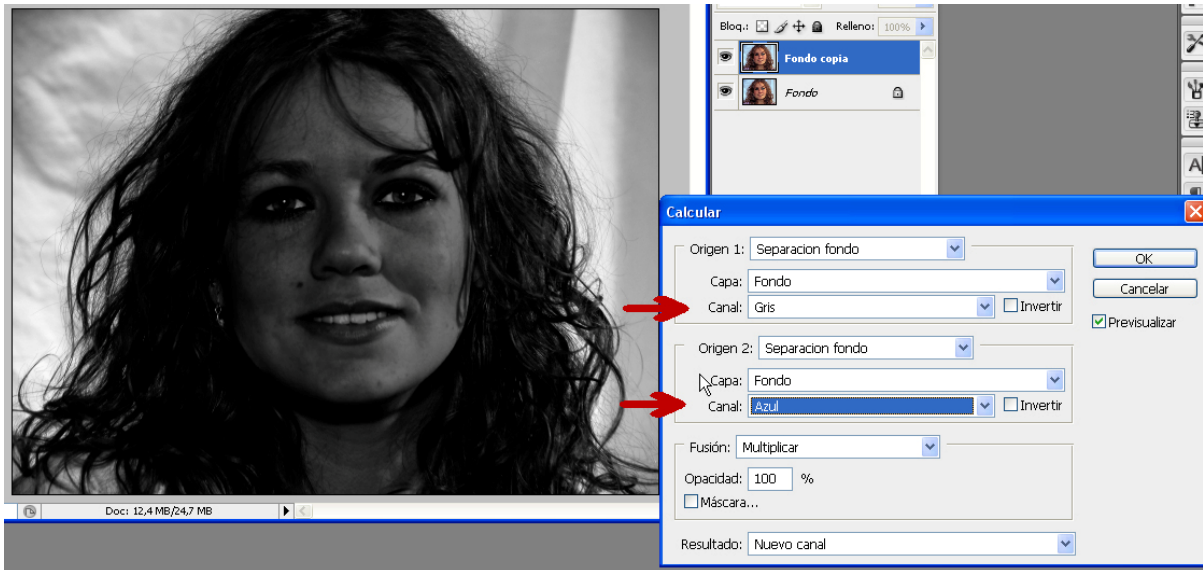 Bloq.: Relleno: 100%
Fondo copia
Fondo
Calcular
Origen 1: Separacion fondo
OK
Capa: Fondo
Cancelar
Canal: Gris Invertir
Previsualizar
Origen 2: Separacion fondo
Capa: Fondo
Canal: Azul Invertir
Fusión: Multiplicar
Opacidad: 100 %
Máscara...
Doc: 12,4 MB/24,7 MB
Resultado: Nuevo canal